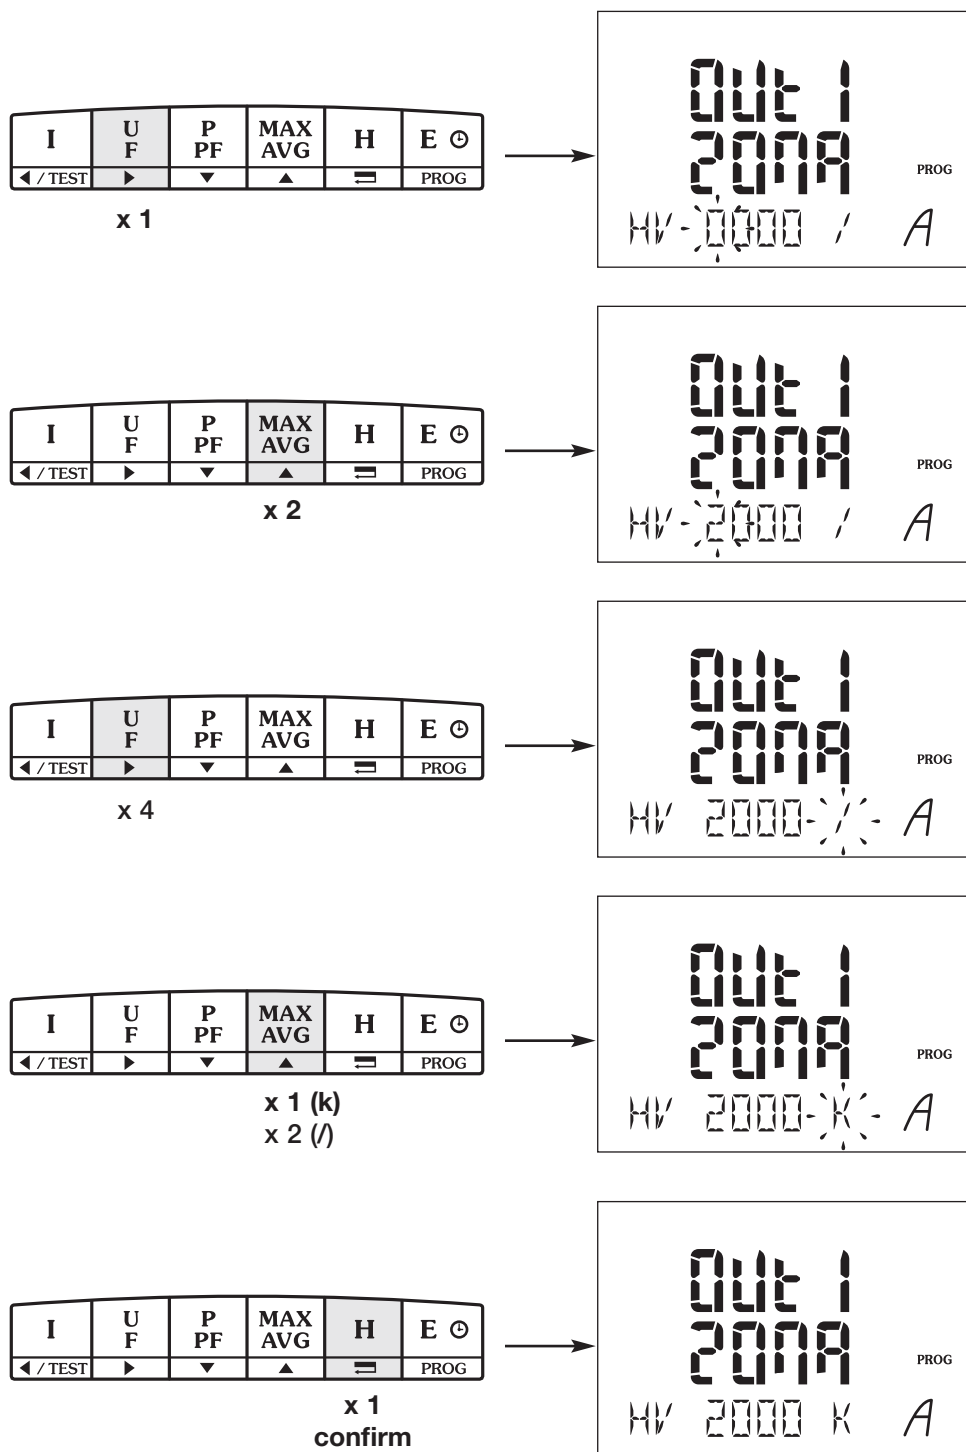 I U P MAX H E
F PF AVG
/ TEST PROG
x 1
OUT 1
20MA
PROG
HV 0000 / A
I U P MAX H E
F PF AVG
/ TEST PROG
x 2
OUT 1
20MA
PROG
HV 2000 / A
I U P MAX H E
F PF AVG
/ TEST PROG
x 4
OUT 1
20MA
PROG
HV 2000 / A
I U P MAX H E
F PF AVG
/ TEST PROG
x 1 (k)
x 2 (/)
OUT 1
20MA
PROG
HV 2000 K A
I U P MAX H E
F PF AVG
/ TEST PROG
x 1
confirm
OUT 1
20MA
PROG
HV 2000 K A